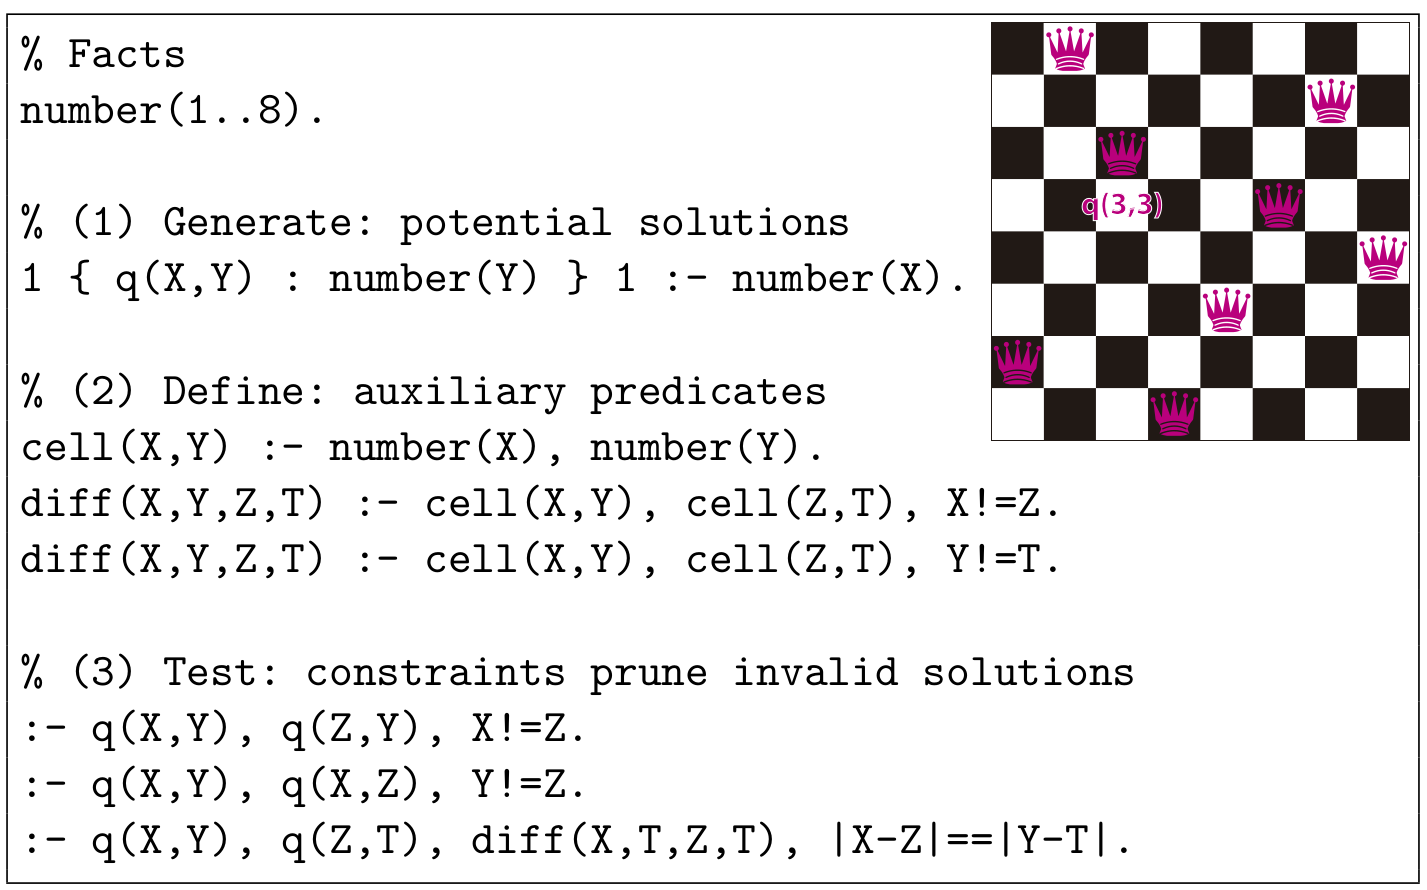 % Facts
number(1..8).
% (1) Generate: potential solutions
1 { q(X,Y) : number(Y) } 1 :- number(X).
% (2) Define: auxiliary predicates
cell(X,Y) :- number(X), number(Y).
diff(X,Y,Z,T) :- cell(X,Y), cell(Z,T), X!=Z.
diff(X,Y,Z,T) :- cell(X,Y), cell(Z,T), Y!=T.
% (3) Test: constraints prune invalid solutions
:- q(X,Y), q(Z,Y), X!=Z.
:- q(X,Y), q(X,Z), Y!=Z.
:- q(X,Y), q(Z,T), diff(X,T,Z,T), |X-Z|==|Y-T|.
q(3,3)